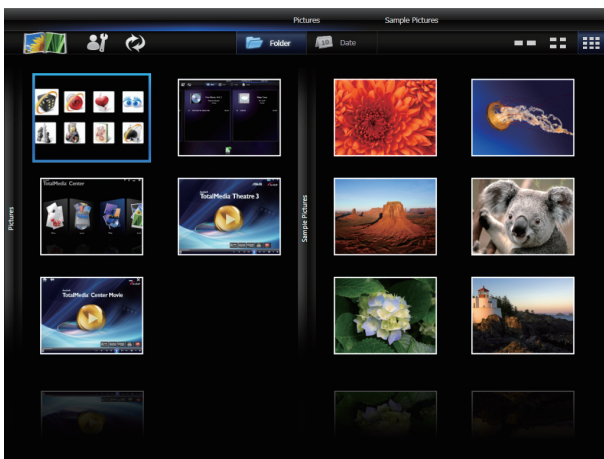 Pictures Sample Pictures
Folder 10 Date
Pictures
TotalMedia Center
TotalMedia Theatre 3
Sample Pictures
TotalMedia Center Movie